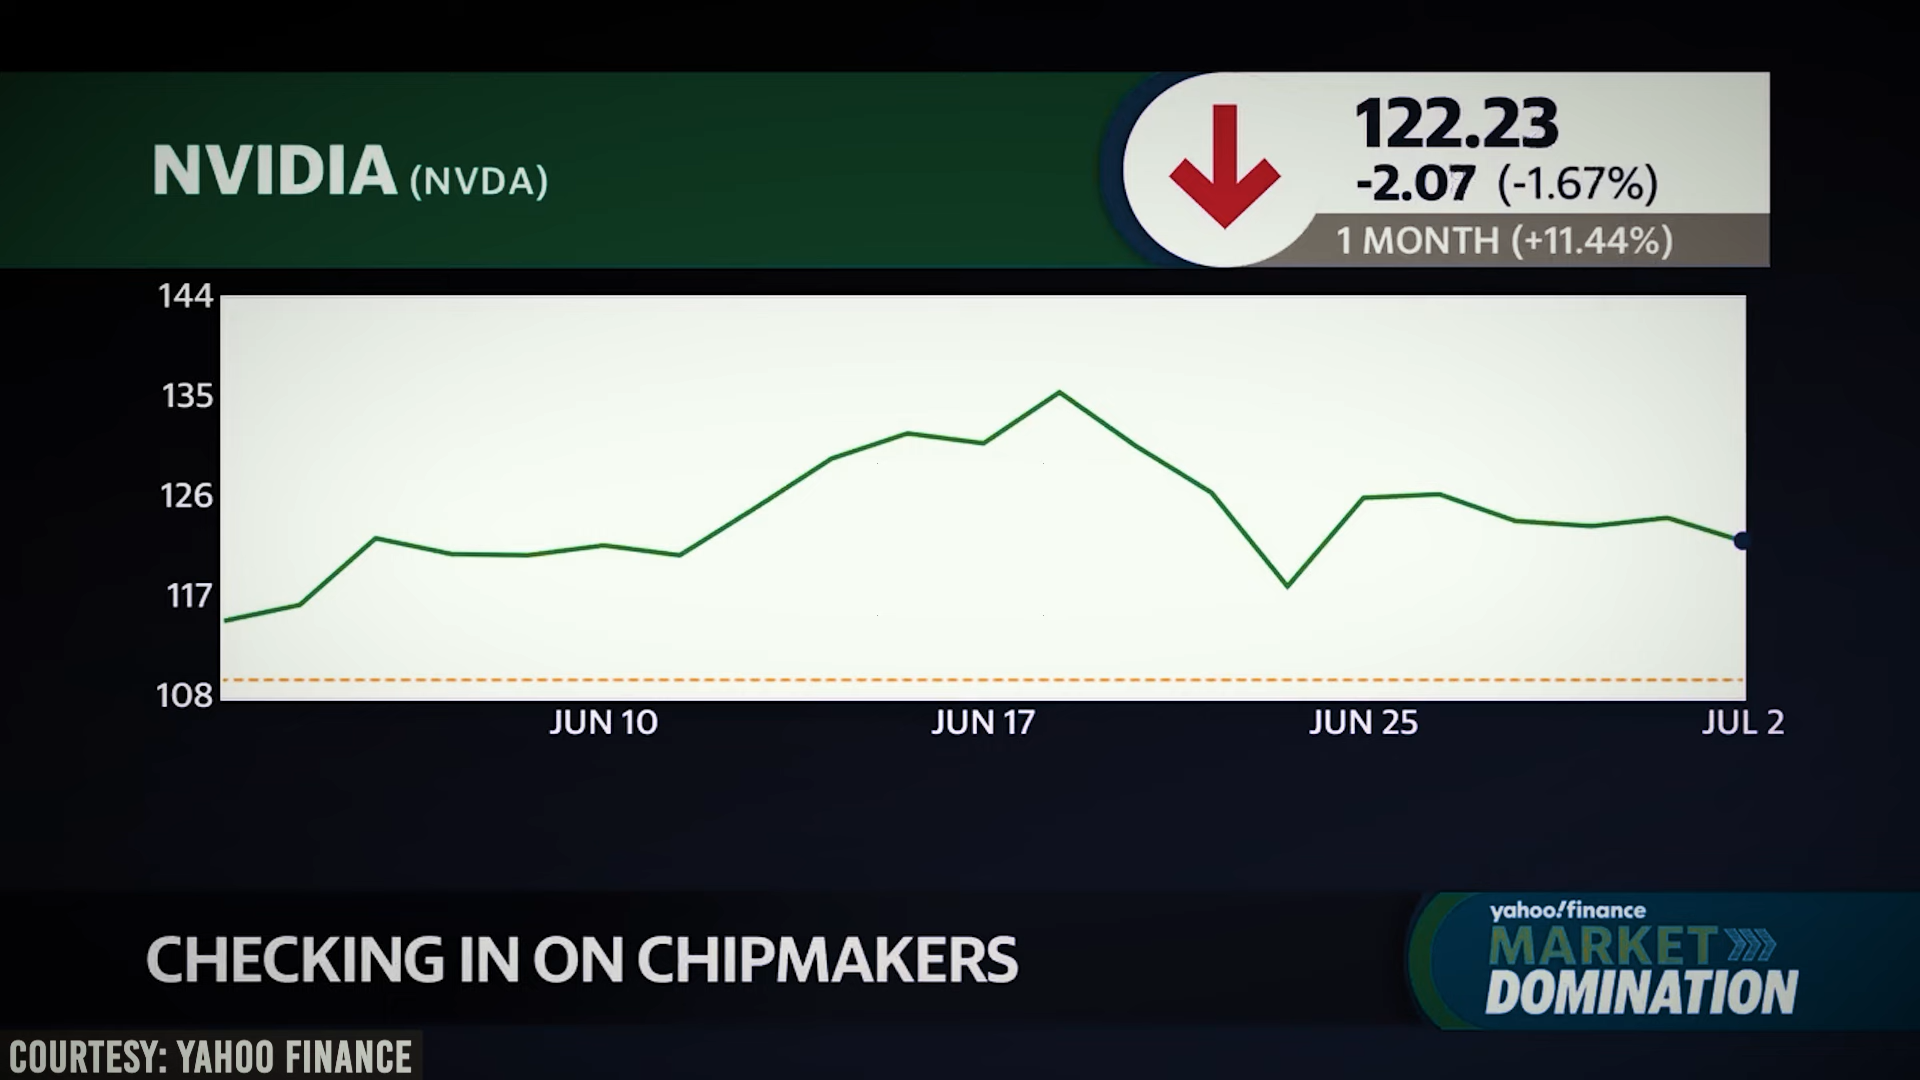 NVIDIA (NVDA)
122.23
-2.07 (-1.67%)
1 MONTH (+11.44%)
144
135
126
117
108
JUN 10 JUN 17 JUN 25 JUL 2
CHECKING IN ON CHIPMAKERS
yahoo!finance
MARKET
DOMINATION
COURTESY: YAHOO FINANCE